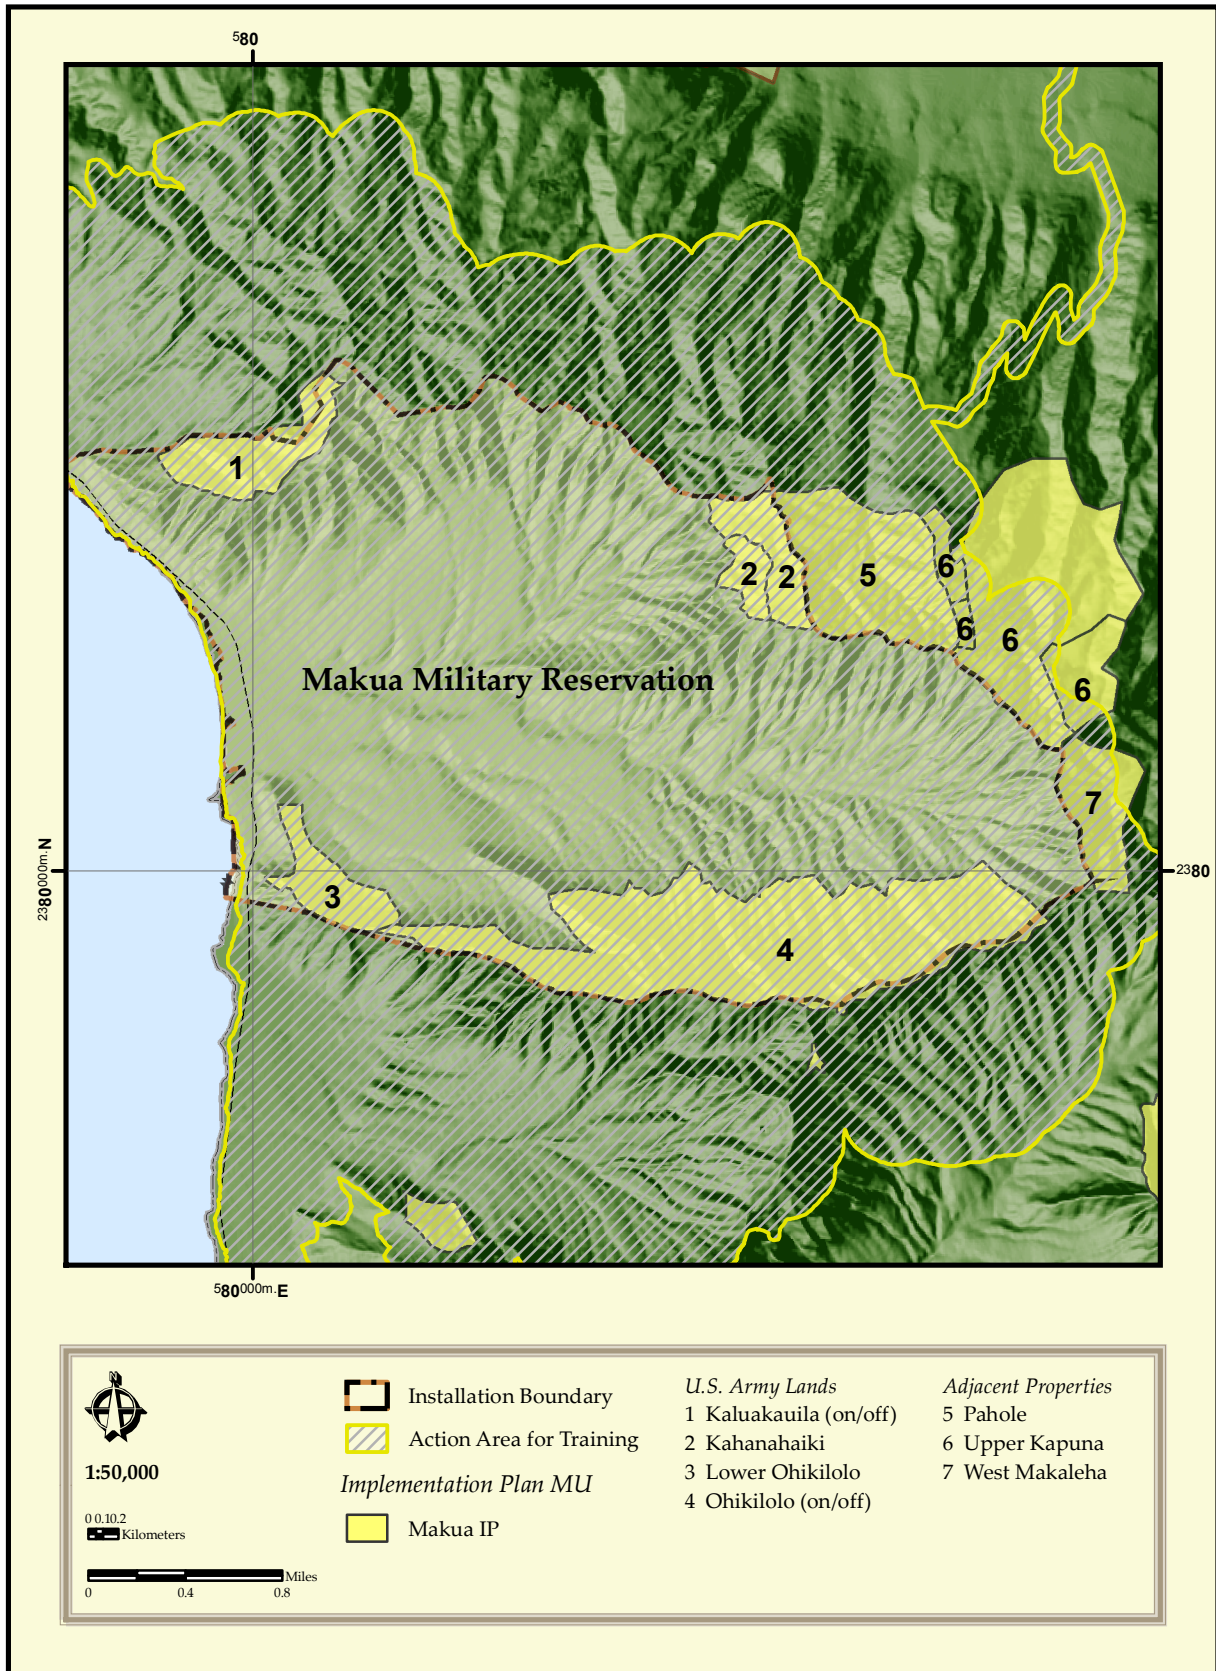 580
1
2
2
5
6
6
6
6
Makua Military Reservation
7
2380000m.N
2380
3
4
580000m.E
N
1:50,000
0 0.10.2
Kilometers
Miles
0 0.4 0.8
Installation Boundary
Action Area for Training
Implementation Plan MU
Makua IP
U.S. Army Lands
1 Kaluakauila (on/off)
2 Kahanahaiki
3 Lower Ohikilolo
4 Ohikilolo (on/off)
Adjacent Properties
5 Pahole
6 Upper Kapuna
7 West Makaleha